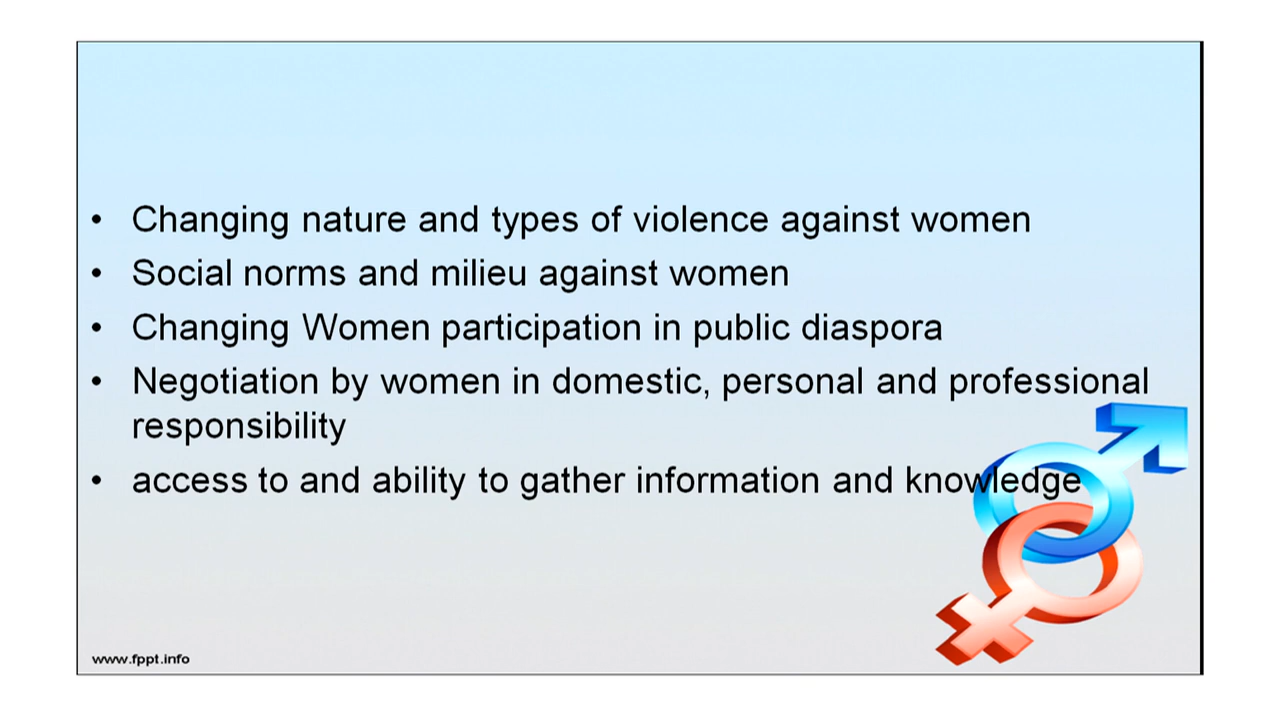 • Changing nature and types of violence against women
• Social norms and milieu against women
• Changing Women participation in public diaspora
• Negotiation by women in domestic, personal and professional
responsibility
• access to and ability to gather information and knowledge
www.fppt.info